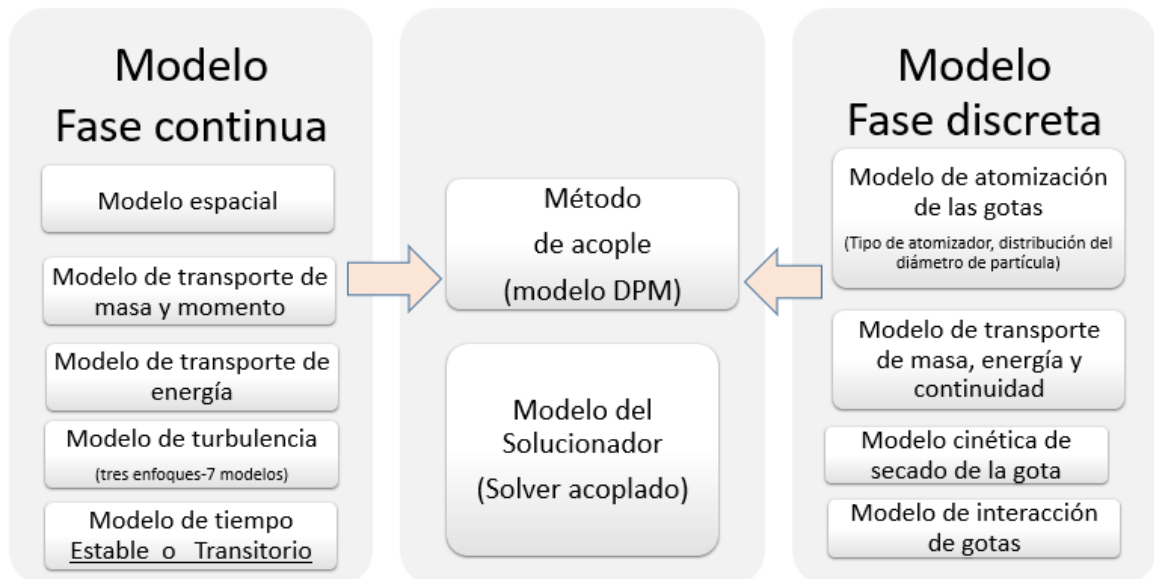 Modelo
Fase continua
Modelo espacial
Modelo de transporte de
masa y momento
Modelo de transporte de
energía
Modelo de turbulencia
(tres enfoques-7 modelos)
Modelo de tiempo
Estable o Transitorio
Método
de acople
(modelo DPM)
Modelo del
Solucionador
(Solver acoplado)
Modelo
Fase discreta
Modelo de atomización
de las gotas
(Tipo de atomizador, distribución del
diámetro de partícula)
Modelo de transporte
de masa, energía y
continuidad
Modelo cinética de
secado de la gota
Modelo de interacción
de gotas